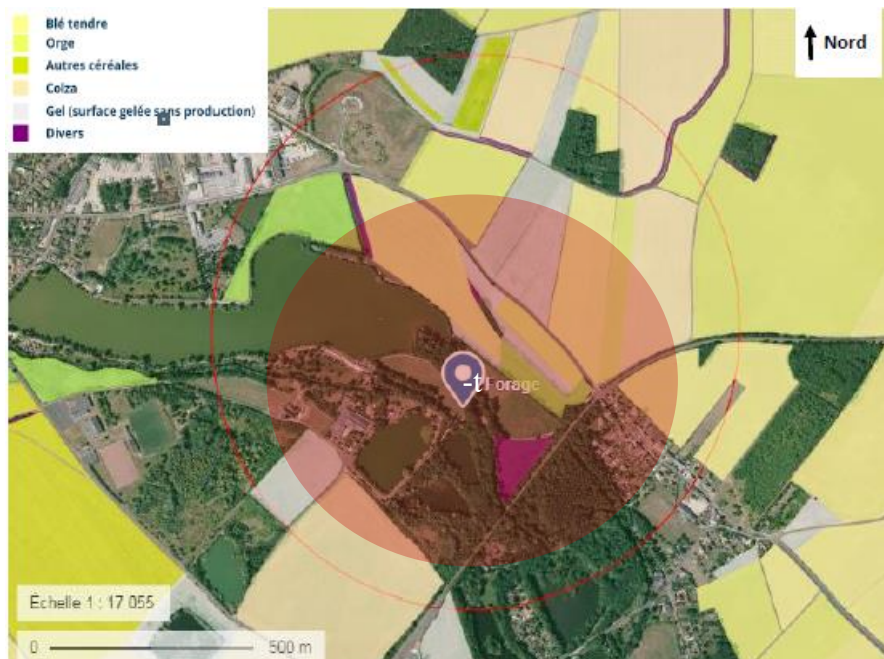 Blé tendre
Orge
Autres céréales
Colza
Gel (surface gelée sans production)
Divers
Nord
-t Forage
Échelle 1 : 17 055
0 500 m